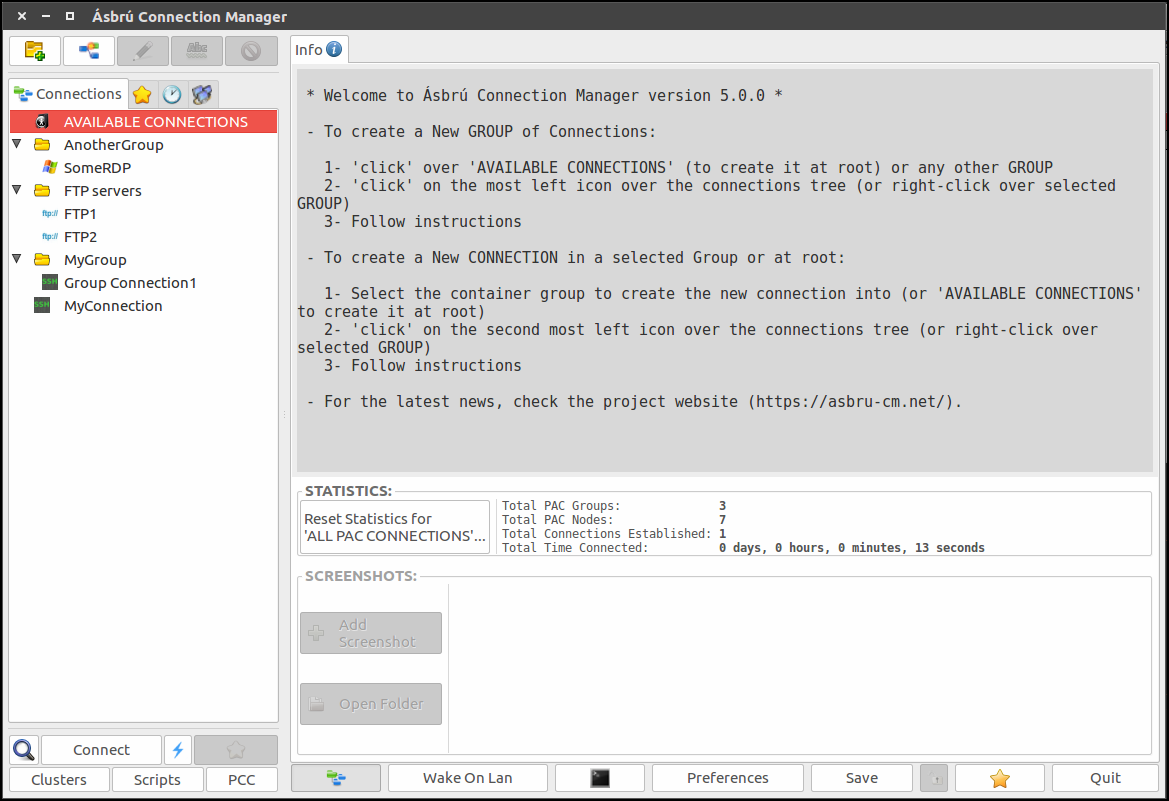 Ásbrú Connection Manager
Info
Connections
AVAILABLE CONNECTIONS
AnotherGroup
SomeRDP
FTP servers
ftp:// FTP1
ftp:// FTP2
MyGroup
SSH Group Connection1
SSH MyConnection
* Welcome to Ásbrú Connection Manager version 5.0.0 *
- To create a New GROUP of Connections:
1- 'click' over 'AVAILABLE CONNECTIONS' (to create it at root) or any other GROUP
2- 'click' on the most left icon over the connections tree (or right-click over selected
GROUP)
3- Follow instructions
- To create a New CONNECTION in a selected Group or at root:
1- Select the container group to create the new connection into (or 'AVAILABLE CONNECTIONS'
to create it at root)
2- 'click' on the second most left icon over the connections tree (or right-click over
selected GROUP)
3- Follow instructions
- For the latest news, check the project website (https://asbru-cm.net/).
STATISTICS:
Reset Statistics for
'ALL PAC CONNECTIONS'...
Total PAC Groups: 3
Total PAC Nodes: 7
Total Connections Established: 1
Total Time Connected: 0 days, 0 hours, 0 minutes, 13 seconds
SCREENSHOTS:
Add
Screenshot
Open Folder
Connect
Clusters
Scripts
PCC
Wake On Lan
Preferences
Save
Quit